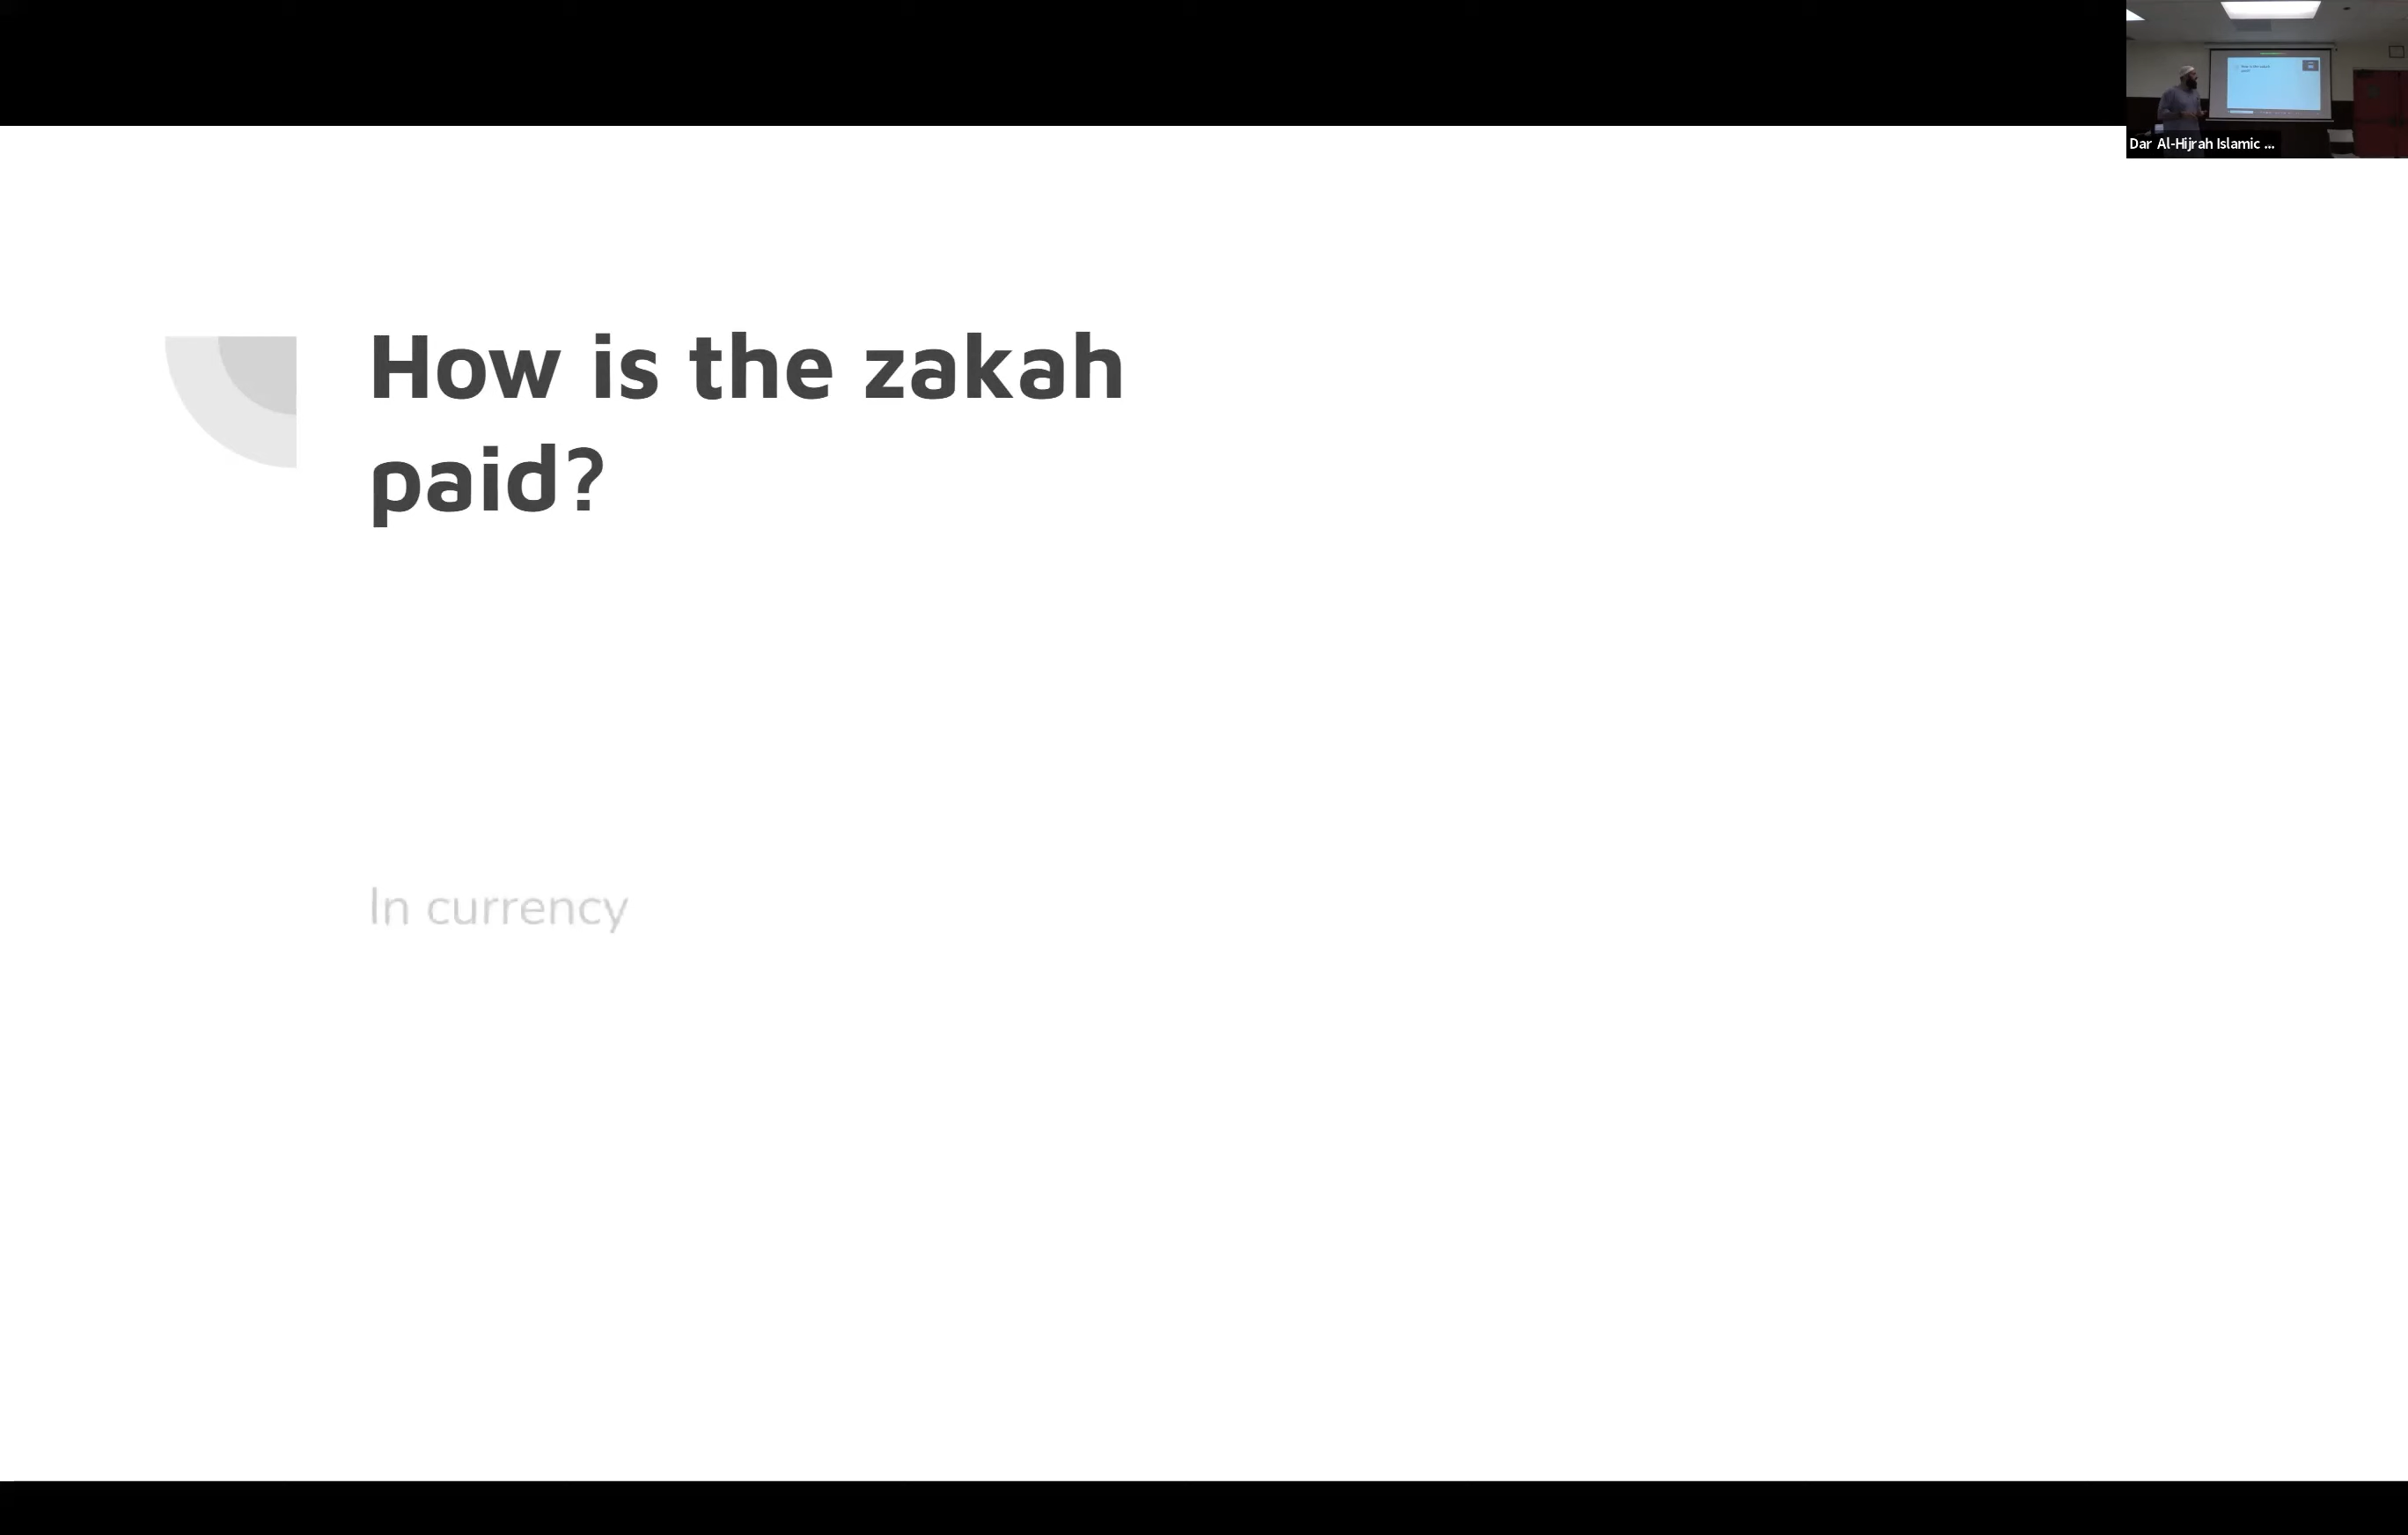 How is the zakah
paid?
In currency
Dar Al-Hijrah Islamic ...